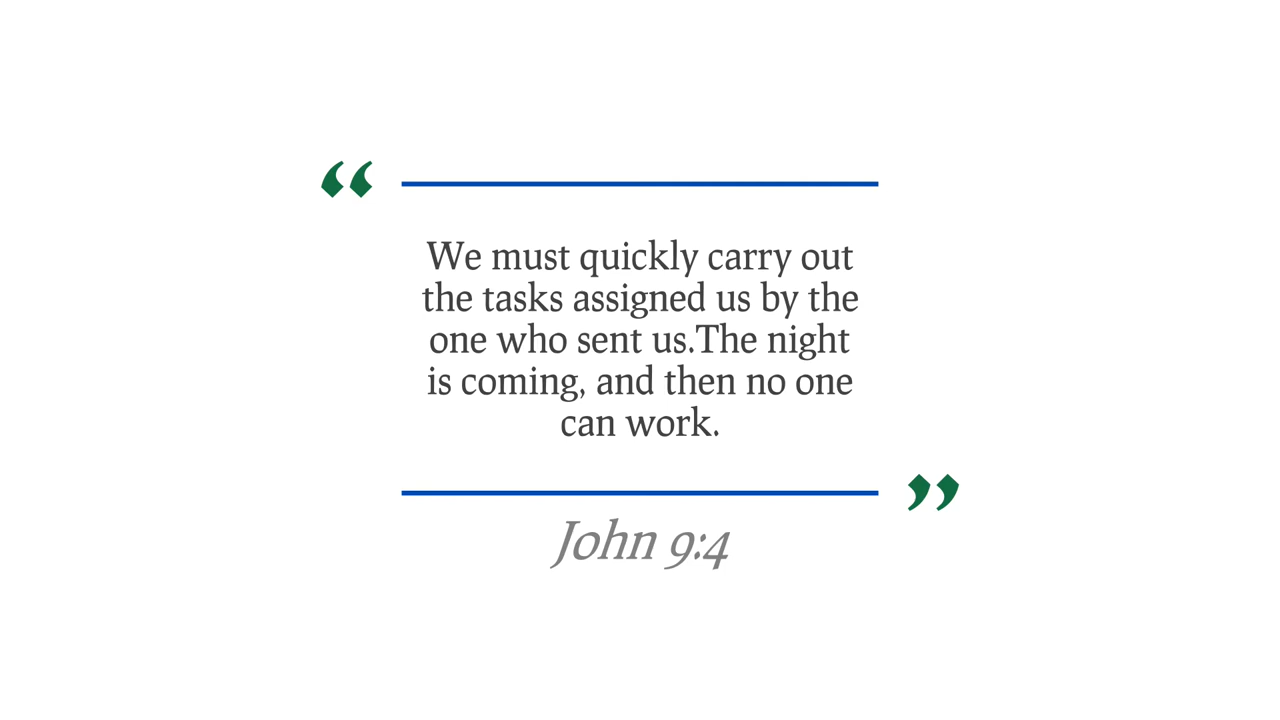 “
We must quickly carry out
the tasks assigned us by the
one who sent us.The night
is coming, and then no one
can work.
”
John 9:4